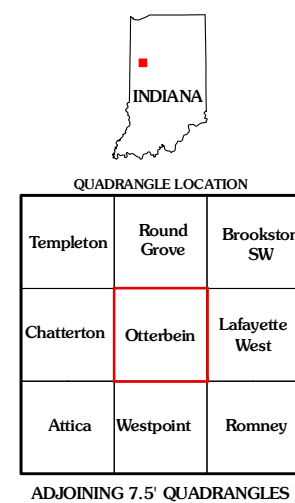 INDIANA
QUADRANGLE LOCATION
Templeton
Round
Grove
Brookston
SW
Chatterton
Otterbein
Lafayette
West
Attica
Westpoint
Romney
ADJOINING 7.5' QUADRANGLES